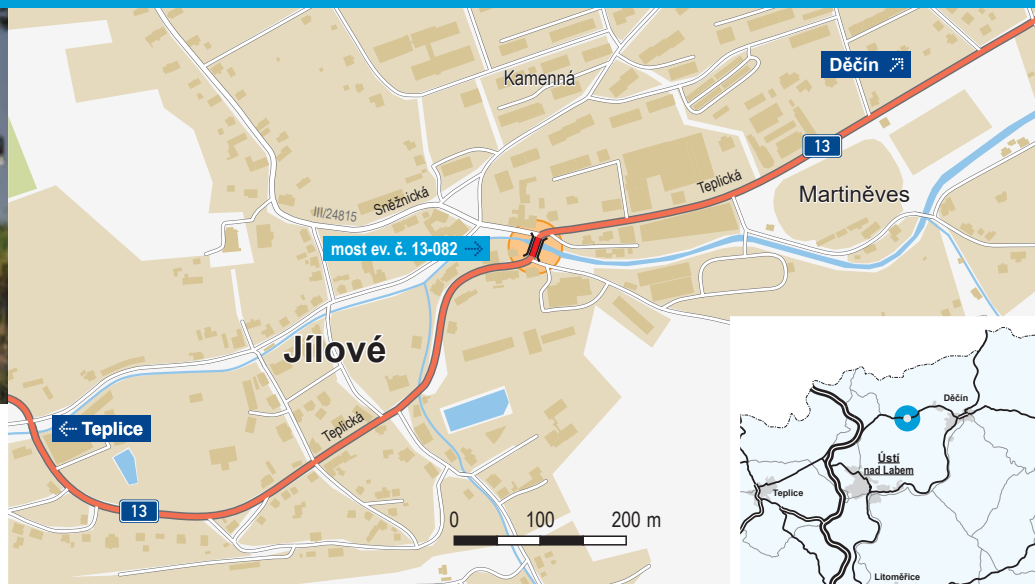 Kamenná
Děčín
13
Teplická
Martiněves
Sněžnická
III/24815
most ev. č. 13-082
Jílové
Teplice
Teplická
13
0 100 200 m
Děčín
Ústí
nad Labem
Teplice
Litoměřice